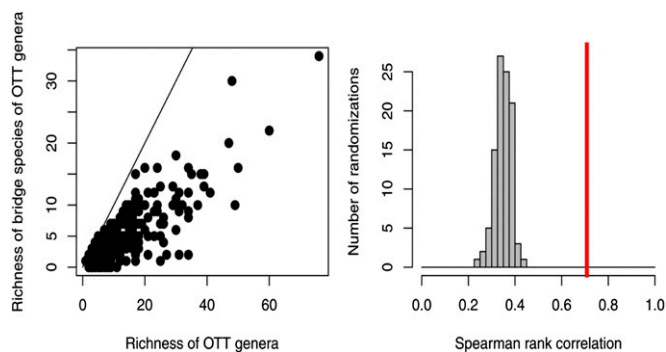 Richness of bridge species of OTT genera
30
20
10
5
0
0 20 40 60
Richness of OTT genera
Number of randomizations
25
20
15
10
5
0
0.0 0.2 0.4 0.6 0.8 1.0
Spearman rank correlation